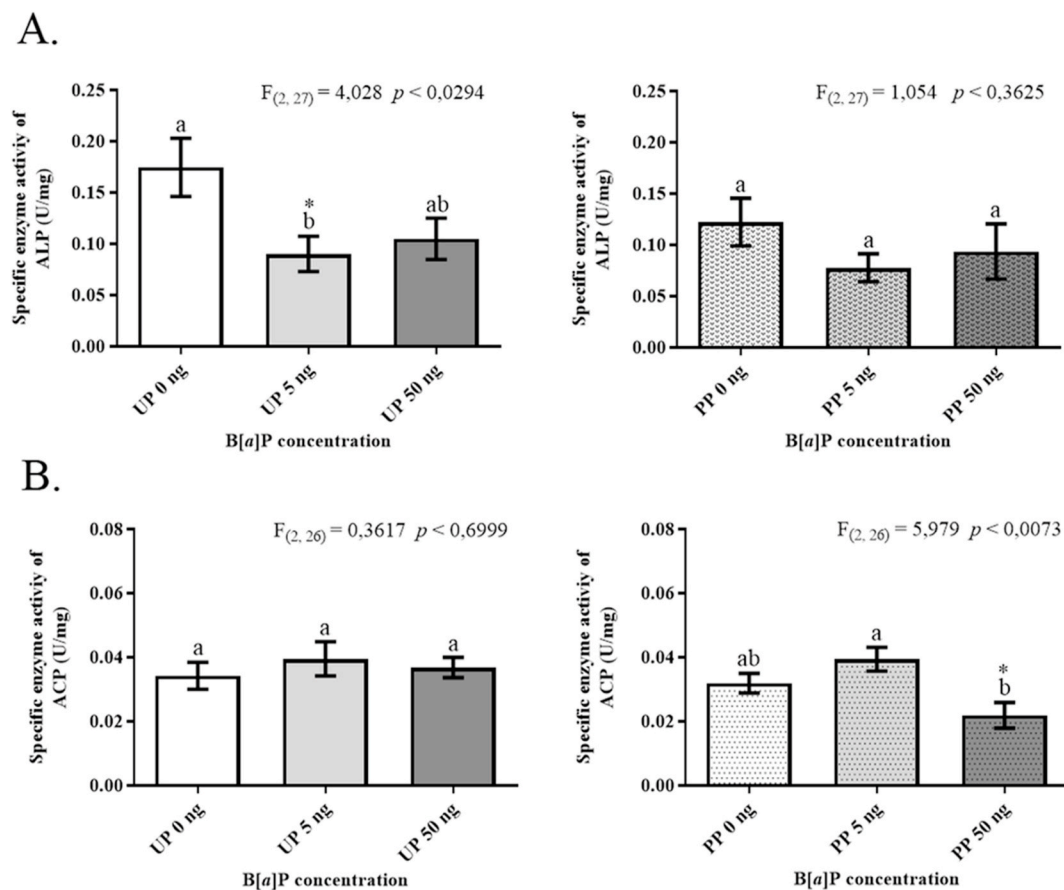 A.
F(2, 27) = 4,028 p < 0,0294
Specific enzyme activiy of
ALP (U/mg)
0.25
0.20
0.15
0.10
0.05
0.00
a
*
b
ab
UP 0 ng
UP 5 ng
UP 50 ng
B[a]P concentration
F(2, 27) = 1,054 p < 0,3625
Specific enzyme activiy of
ALP (U/mg)
0.25
0.20
0.15
0.10
0.05
0.00
a
a
a
PP 0 ng
PP 5 ng
PP 50 ng
B[a]P concentration
B.
F(2, 26) = 0,3617 p < 0,6999
Specific enzyme activiy of
ACP (U/mg)
0.08
0.06
0.04
0.02
0.00
a
a
a
UP 0 ng
UP 5 ng
UP 50 ng
B[a]P concentration
F(2, 26) = 5,979 p < 0,0073
Specific enzyme activiy of
ACP (U/mg)
0.08
0.06
0.04
0.02
0.00
ab
a
*
b
PP 0 ng
PP 5 ng
PP 50 ng
B[a]P concentration